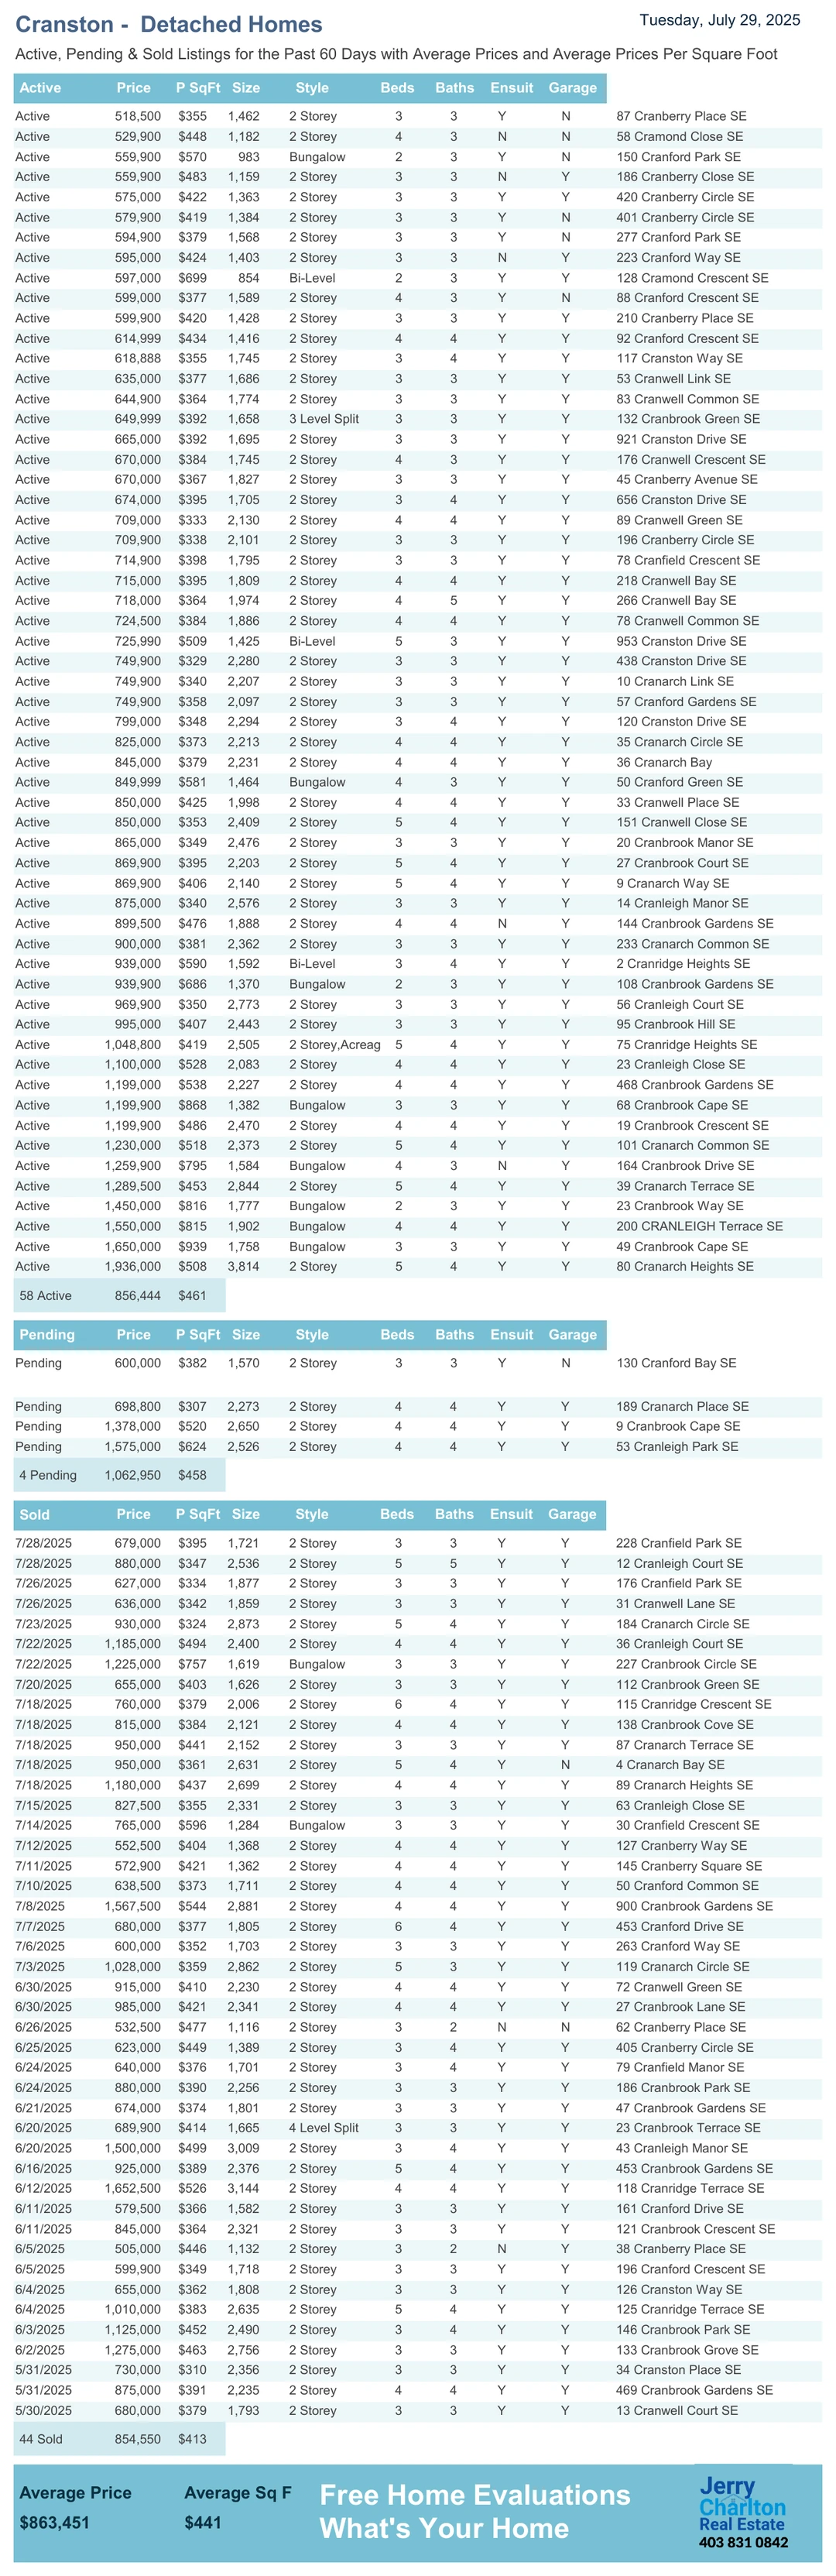 Cranston - Detached Homes Tuesday, July 29, 2025
Active, Pending & Sold Listings for the Past 60 Days with Average Prices and Average Prices Per Square Foot
Active Price P SqFt Size Style Beds Baths Ensuit Garage
Active 518,500 $355 1,462 2 Storey 3 3 Y N 87 Cranberry Place SE
Active 529,900 $448 1,182 2 Storey 4 3 N N 58 Cramond Close SE
Active 559,900 $570 983 Bungalow 2 3 Y N 150 Cranford Park SE
Active 559,900 $483 1,159 2 Storey 3 3 N Y 186 Cranberry Close SE
Active 575,000 $422 1,363 2 Storey 3 3 Y Y 420 Cranberry Circle SE
Active 579,900 $419 1,384 2 Storey 3 3 Y N 401 Cranberry Circle SE
Active 594,900 $379 1,568 2 Storey 3 3 Y N 277 Cranford Park SE
Active 595,000 $424 1,403 2 Storey 3 3 N Y 223 Cranford Way SE
Active 597,000 $699 854 Bi-Level 2 3 Y Y 128 Cramond Crescent SE
Active 599,000 $377 1,589 2 Storey 4 3 Y N 88 Cranford Crescent SE
Active 599,900 $420 1,428 2 Storey 3 3 Y Y 210 Cranberry Place SE
Active 614,999 $434 1,416 2 Storey 4 4 Y Y 92 Cranford Crescent SE
Active 618,888 $355 1,745 2 Storey 3 4 Y Y 117 Cranston Way SE
Active 635,000 $377 1,686 2 Storey 3 3 Y Y 53 Cranwell Link SE
Active 644,900 $364 1,774 2 Storey 3 3 Y Y 83 Cranwell Common SE
Active 649,999 $392 1,658 3 Level Split 3 3 Y Y 132 Cranbrook Green SE
Active 665,000 $392 1,695 2 Storey 3 3 Y Y 921 Cranston Drive SE
Active 670,000 $384 1,745 2 Storey 4 3 Y Y 176 Cranwell Crescent SE
Active 670,000 $367 1,827 2 Storey 3 3 Y Y 45 Cranberry Avenue SE
Active 674,000 $395 1,705 2 Storey 3 4 Y Y 656 Cranston Drive SE
Active 709,000 $333 2,130 2 Storey 4 4 Y Y 89 Cranwell Green SE
Active 709,900 $338 2,101 2 Storey 3 3 Y Y 196 Cranberry Circle SE
Active 714,900 $398 1,795 2 Storey 3 3 Y Y 78 Cranfield Crescent SE
Active 715,000 $395 1,809 2 Storey 4 4 Y Y 218 Cranwell Bay SE
Active 718,000 $364 1,974 2 Storey 4 5 Y Y 266 Cranwell Bay SE
Active 724,500 $384 1,886 2 Storey 4 4 Y Y 78 Cranwell Common SE
Active 725,990 $509 1,425 Bi-Level 5 3 Y Y 953 Cranston Drive SE
Active 749,900 $329 2,280 2 Storey 3 3 Y Y 438 Cranston Drive SE
Active 749,900 $340 2,207 2 Storey 3 3 Y Y 10 Cranarch Link SE
Active 749,900 $358 2,097 2 Storey 3 3 Y Y 57 Cranford Gardens SE
Active 799,000 $348 2,294 2 Storey 3 4 Y Y 120 Cranston Drive SE
Active 825,000 $373 2,213 2 Storey 4 4 Y Y 35 Cranarch Circle SE
Active 845,000 $379 2,231 2 Storey 4 4 Y Y 36 Cranarch Bay
Active 849,999 $581 1,464 Bungalow 4 3 Y Y 50 Cranford Green SE
Active 850,000 $425 1,998 2 Storey 4 4 Y Y 33 Cranwell Place SE
Active 850,000 $353 2,409 2 Storey 5 4 Y Y 151 Cranwell Close SE
Active 865,000 $349 2,476 2 Storey 3 3 Y Y 20 Cranbrook Manor SE
Active 869,900 $395 2,203 2 Storey 5 4 Y Y 27 Cranbrook Court SE
Active 869,900 $406 2,140 2 Storey 5 4 Y Y 9 Cranarch Way SE
Active 875,000 $340 2,576 2 Storey 3 3 Y Y 14 Cranleigh Manor SE
Active 899,500 $476 1,888 2 Storey 4 4 N Y 144 Cranbrook Gardens SE
Active 900,000 $381 2,362 2 Storey 3 3 Y Y 233 Cranarch Common SE
Active 939,000 $590 1,592 Bi-Level 3 4 Y Y 2 Cranridge Heights SE
Active 939,900 $686 1,370 Bungalow 2 3 Y Y 108 Cranbrook Gardens SE
Active 969,900 $350 2,773 2 Storey 3 3 Y Y 56 Cranleigh Court SE
Active 995,000 $407 2,443 2 Storey 3 3 Y Y 95 Cranbrook Hill SE
Active 1,048,800 $419 2,505 2 Storey,Acreag 5 4 Y Y 75 Cranridge Heights SE
Active 1,100,000 $528 2,083 2 Storey 4 4 Y Y 23 Cranleigh Close SE
Active 1,199,000 $538 2,227 2 Storey 4 4 Y Y 468 Cranbrook Gardens SE
Active 1,199,900 $868 1,382 Bungalow 3 3 Y Y 68 Cranbrook Cape SE
Active 1,199,900 $486 2,470 2 Storey 4 4 Y Y 19 Cranbrook Crescent SE
Active 1,230,000 $518 2,373 2 Storey 5 4 Y Y 101 Cranarch Common SE
Active 1,259,900 $795 1,584 Bungalow 4 3 N Y 164 Cranbrook Drive SE
Active 1,289,500 $453 2,844 2 Storey 5 4 Y Y 39 Cranarch Terrace SE
Active 1,450,000 $816 1,777 Bungalow 2 3 Y Y 23 Cranbrook Way SE
Active 1,550,000 $815 1,902 Bungalow 4 4 Y Y 200 CRANLEIGH Terrace SE
Active 1,650,000 $939 1,758 Bungalow 3 3 Y Y 49 Cranbrook Cape SE
Active 1,936,000 $508 3,814 2 Storey 5 4 Y Y 80 Cranarch Heights SE
58 Active 856,444 $461
Pending Price P SqFt Size Style Beds Baths Ensuit Garage
Pending 600,000 $382 1,570 2 Storey 3 3 Y N 130 Cranford Bay SE
Pending 698,800 $307 2,273 2 Storey 4 4 Y Y 189 Cranarch Place SE
Pending 1,378,000 $520 2,650 2 Storey 4 4 Y Y 9 Cranbrook Cape SE
Pending 1,575,000 $624 2,526 2 Storey 4 4 Y Y 53 Cranleigh Park SE
4 Pending 1,062,950 $458
Sold Price P SqFt Size Style Beds Baths Ensuit Garage
7/28/2025 679,000 $395 1,721 2 Storey 3 3 Y Y 228 Cranfield Park SE
7/28/2025 880,000 $347 2,536 2 Storey 5 5 Y Y 12 Cranleigh Court SE
7/26/2025 627,000 $334 1,877 2 Storey 3 3 Y Y 176 Cranfield Park SE
7/26/2025 636,000 $342 1,859 2 Storey 3 3 Y Y 31 Cranwell Lane SE
7/23/2025 930,000 $324 2,873 2 Storey 5 4 Y Y 184 Cranarch Circle SE
7/22/2025 1,185,000 $494 2,400 2 Storey 4 4 Y Y 36 Cranleigh Court SE
7/22/2025 1,225,000 $757 1,619 Bungalow 3 3 Y Y 227 Cranbrook Circle SE
7/20/2025 655,000 $403 1,626 2 Storey 3 3 Y Y 112 Cranbrook Green SE
7/18/2025 760,000 $379 2,006 2 Storey 6 4 Y Y 115 Cranridge Crescent SE
7/18/2025 815,000 $384 2,121 2 Storey 4 4 Y Y 138 Cranbrook Cove SE
7/18/2025 950,000 $441 2,152 2 Storey 3 3 Y Y 87 Cranarch Terrace SE
7/18/2025 950,000 $361 2,631 2 Storey 5 4 Y N 4 Cranarch Bay SE
7/18/2025 1,180,000 $437 2,699 2 Storey 4 4 Y Y 89 Cranarch Heights SE
7/15/2025 827,500 $355 2,331 2 Storey 3 3 Y Y 63 Cranleigh Close SE
7/14/2025 765,000 $596 1,284 Bungalow 3 3 Y Y 30 Cranfield Crescent SE
7/12/2025 552,500 $404 1,368 2 Storey 4 4 Y Y 127 Cranberry Way SE
7/11/2025 572,900 $421 1,362 2 Storey 4 4 Y Y 145 Cranberry Square SE
7/10/2025 638,500 $373 1,711 2 Storey 4 4 Y Y 50 Cranford Common SE
7/8/2025 1,567,500 $544 2,881 2 Storey 4 4 Y Y 900 Cranbrook Gardens SE
7/7/2025 680,000 $377 1,805 2 Storey 6 4 Y Y 453 Cranford Drive SE
7/6/2025 600,000 $352 1,703 2 Storey 3 3 Y Y 263 Cranford Way SE
7/3/2025 1,028,000 $359 2,862 2 Storey 5 3 Y Y 119 Cranarch Circle SE
6/30/2025 915,000 $410 2,230 2 Storey 4 4 Y Y 72 Cranwell Green SE
6/30/2025 985,000 $421 2,341 2 Storey 4 4 Y Y 27 Cranbrook Lane SE
6/26/2025 532,500 $477 1,116 2 Storey 3 2 N N 62 Cranberry Place SE
6/25/2025 623,000 $449 1,389 2 Storey 3 4 Y Y 405 Cranberry Circle SE
6/24/2025 640,000 $376 1,701 2 Storey 3 4 Y Y 79 Cranfield Manor SE
6/24/2025 880,000 $390 2,256 2 Storey 3 3 Y Y 186 Cranbrook Park SE
6/21/2025 674,000 $374 1,801 2 Storey 3 3 Y Y 47 Cranbrook Gardens SE
6/20/2025 689,900 $414 1,665 4 Level Split 3 3 Y Y 23 Cranbrook Terrace SE
6/20/2025 1,500,000 $499 3,009 2 Storey 3 4 Y Y 43 Cranleigh Manor SE
6/16/2025 925,000 $389 2,376 2 Storey 5 4 Y Y 453 Cranbrook Gardens SE
6/12/2025 1,652,500 $526 3,144 2 Storey 4 4 Y Y 118 Cranridge Terrace SE
6/11/2025 579,500 $366 1,582 2 Storey 3 3 Y Y 161 Cranford Drive SE
6/11/2025 845,000 $364 2,321 2 Storey 3 3 Y Y 121 Cranbrook Crescent SE
6/5/2025 505,000 $446 1,132 2 Storey 3 2 N Y 38 Cranberry Place SE
6/5/2025 599,900 $349 1,718 2 Storey 3 3 Y Y 196 Cranford Crescent SE
6/4/2025 655,000 $362 1,808 2 Storey 3 3 Y Y 126 Cranston Way SE
6/4/2025 1,010,000 $383 2,635 2 Storey 5 4 Y Y 125 Cranridge Terrace SE
6/3/2025 1,125,000 $452 2,490 2 Storey 3 4 Y Y 146 Cranbrook Park SE
6/2/2025 1,275,000 $463 2,756 2 Storey 3 3 Y Y 133 Cranbrook Grove SE
5/31/2025 730,000 $310 2,356 2 Storey 3 3 Y Y 34 Cranston Place SE
5/31/2025 875,000 $391 2,235 2 Storey 4 4 Y Y 469 Cranbrook Gardens SE
5/30/2025 680,000 $379 1,793 2 Storey 3 3 Y Y 13 Cranwell Court SE
44 Sold 854,550 $413
Average Price Average Sq F
$863,451 $441
Free Home Evaluations
What's Your Home
Jerry
Charlton
Real Estate
403 831 0842